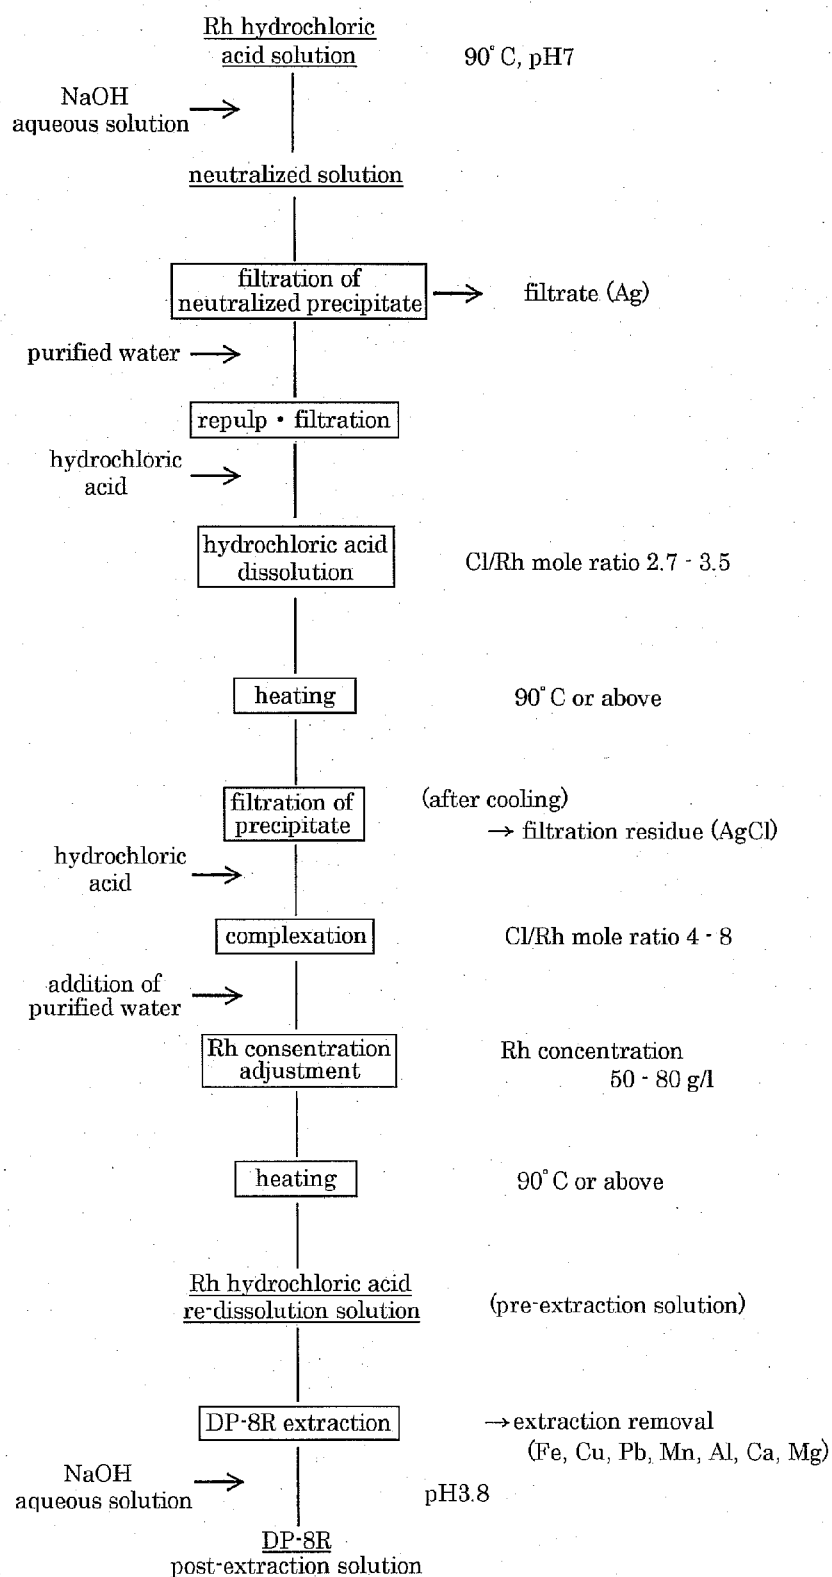 Rh hydrochloric
acid solution
90°C, pH7
NaOH
aqueous solution
neutralized solution
filtration of
neutralized precipitate
filtrate (Ag)
purified water
repulp・filtration
hydrochloric
acid
hydrochloric acid
dissolution
Cl/Rh mole ratio 2.7 - 3.5
heating
90°C or above
filtration of
precipitate
(after cooling)
→ filtration residue (AgCl)
hydrochloric
acid
complexation
Cl/Rh mole ratio 4 - 8
addition of
purified water
Rh consentration
adjustment
Rh concentration
50 - 80 g/l
heating
90°C or above
Rh hydrochloric acid
re-dissolution solution
(pre-extraction solution)
DP-8R extraction
→extraction removal
(Fe, Cu, Pb, Mn, Al, Ca, Mg)
NaOH
aqueous solution
pH3.8
DP-8R
post-extraction solution